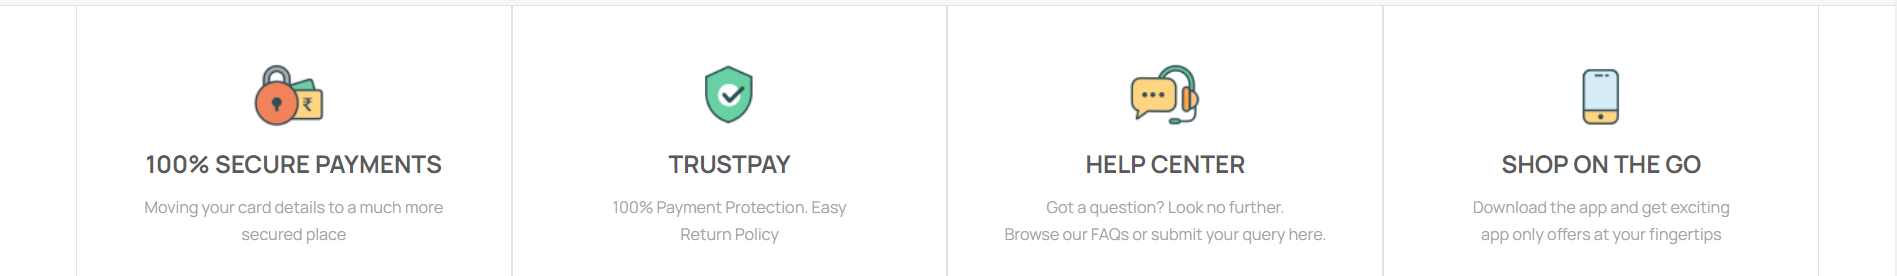 ₹
100% SECURE PAYMENTS
Moving your card details to a much more
secured place
TRUSTPAY
100% Payment Protection. Easy
Return Policy
HELP CENTER
Got a question? Look no further.
Browse our FAQs or submit your query here.
SHOP ON THE GO
Download the app and get exciting
app only offers at your fingertips